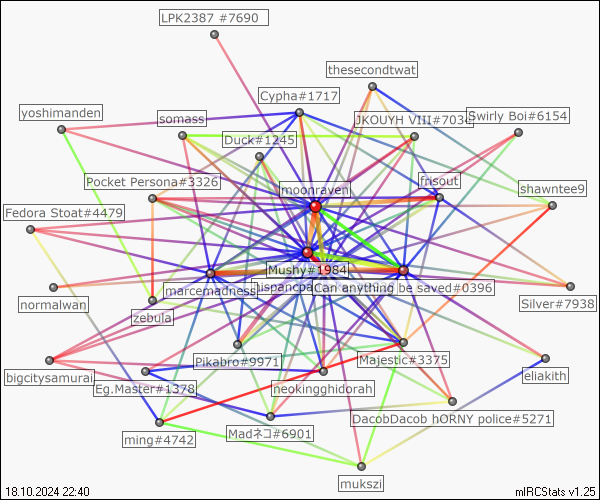 LPK2387 #7690
thesecondtwat
Cypha#1717
yoshimanden
somass
JKOUYH VIII#7034
Swirly Boi#6154
Duck#1245
Pocket Persona#3326
moonraven
frisout
shawntee9
Fedora Stoat#4479
Mushy#1984
marcemadness
hispancpa
Can anything be saved#0396
normalwan
zebula
Silver#7938
Pikabro#9971
Majestic#3375
bigcitysamurai
Eg.Master#1378
neokingghidorah
eliakith
DacobDacob hORNY police#5271
ming#4742
Madネコ#6901
mukszi
18.10.2024 22:40
mIRCStats v1.25